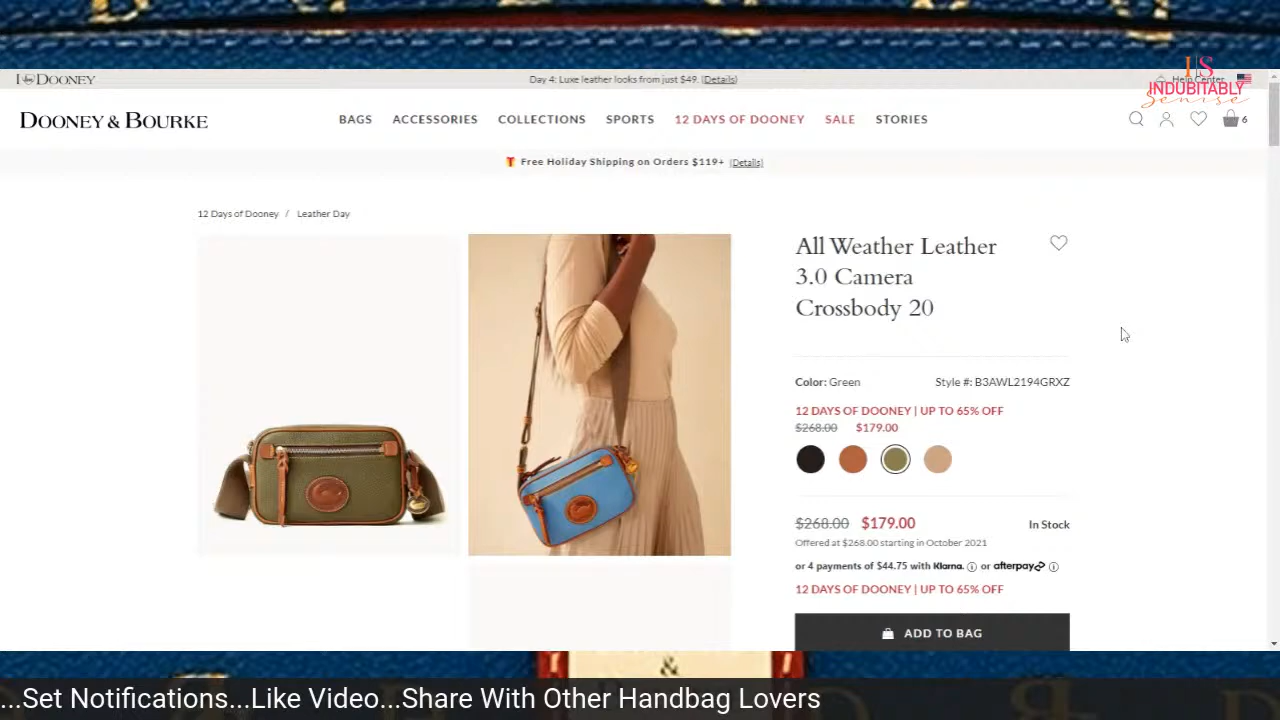 I DOONEY
Day 4: Luxe leather looks from just $49. (Details)
Help Center
IS
INDUBITABLY
Senise
DOONEY & BOURKE
BAGS ACCESSORIES COLLECTIONS SPORTS 12 DAYS OF DOONEY SALE STORIES
6
Free Holiday Shipping on Orders $119+ (Details)
12 Days of Dooney / Leather Day
All Weather Leather
3.0 Camera
Crossbody 20
Color: Green Style #: B3AWL2194GRXZ
12 DAYS OF DOONEY | UP TO 65% OFF
$268.00 $179.00
$268.00 $179.00 In Stock
Offered at $268.00 starting in October 2021
or 4 payments of $44.75 with Klarna. or afterpay
12 DAYS OF DOONEY | UP TO 65% OFF
ADD TO BAG
&
...Set Notifications...Like Video...Share With Other Handbag Lovers